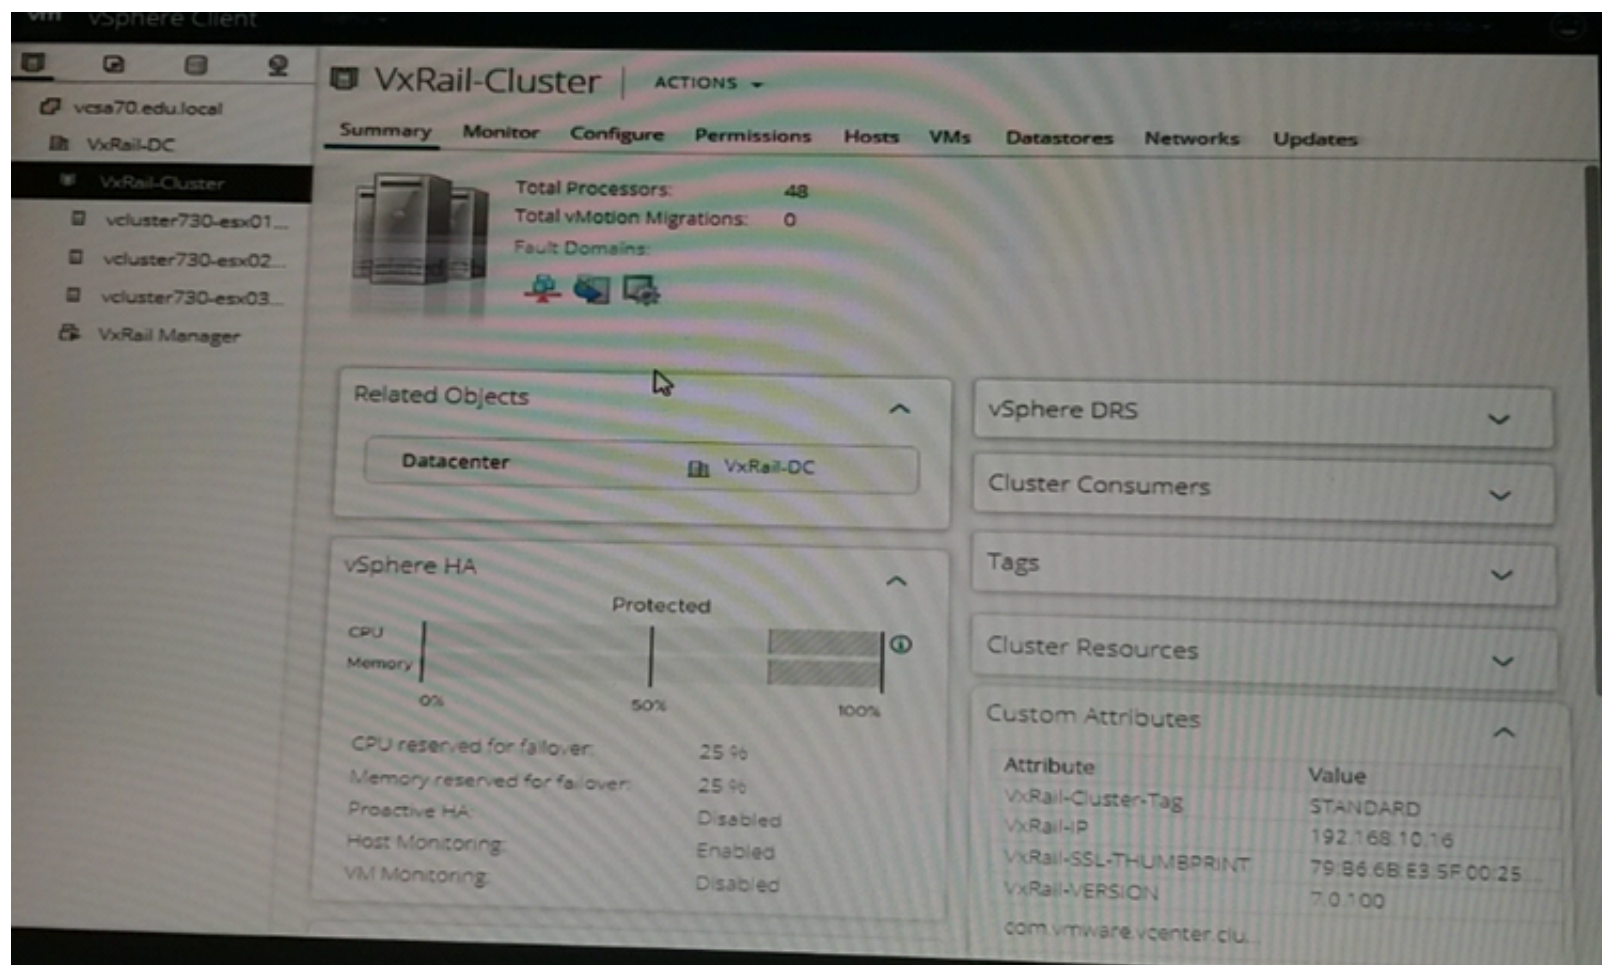 vm vSphere Client
VxRail-Cluster ACTIONS
vcsa70.edu.local
VxRail-DC
VxRail-Cluster
vcluster730-esx01...
vcluster730-esx02...
vcluster730-esx03...
VxRail Manager
Summary Monitor Configure Permissions Hosts VMs Datastores Networks Updates
Total Processors: 48
Total vMotion Migrations: 0
Fault Domains:
Related Objects
Datacenter VxRail-DC
vSphere HA
Protected
CPU
Memory
0% 50% 100%
CPU reserved for failover: 25 %
Memory reserved for failover: 25 %
Proactive HA: Disabled
Host Monitoring: Enabled
VM Monitoring: Disabled
vSphere DRS
Cluster Consumers
Tags
Cluster Resources
Custom Attributes
Attribute Value
VxRail-Cluster-Tag STANDARD
VxRail-IP 192.168.10.16
VxRail-SSL-THUMBPRINT 79:B6:6B:E3:5F:00:25...
VxRail-VERSION 7.0.100
com.vmware.vcenter.clu...